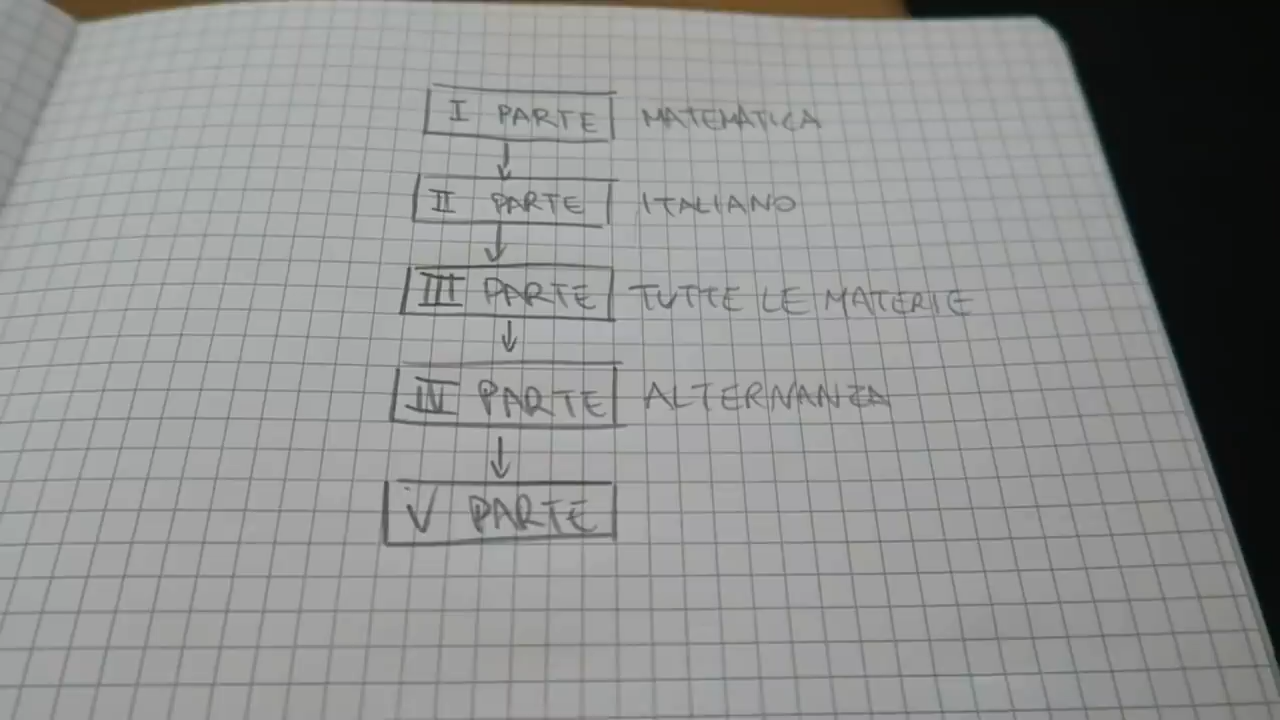 I PARTE MATEMATICA
II PARTE ITALIANO
III PARTE TUTTE LE MATERIE
IV PARTE ALTERNANZA
V PARTE